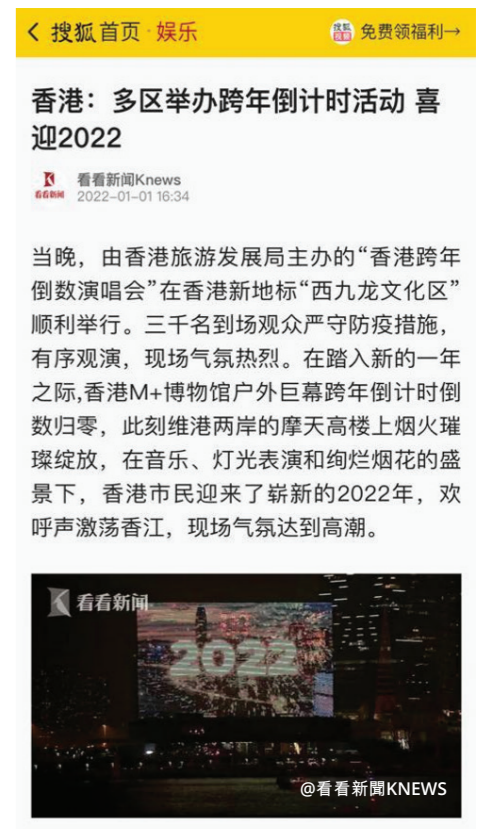 搜狐首页·娱乐
搜狐视频
免费领福利→
香港：多区举办跨年倒计时活动 喜
迎2022
看看新闻
看看新闻Knews
2022-01-01 16:34
当晚，由香港旅游发展局主办的“香港跨年
倒数演唱会”在香港新地标“西九龙文化区”
顺利举行。三千名到场观众严守防疫措施，
有序观演，现场气氛热烈。在踏入新的一年
之际,香港M+博物馆户外巨幕跨年倒计时倒
数归零，此刻维港两岸的摩天高楼上烟火璀
璨绽放，在音乐、灯光表演和绚烂烟花的盛
景下，香港市民迎来了崭新的2022年，欢
呼声激荡香江，现场气氛达到高潮。
看看新闻
2022
@看看新聞KNEWS